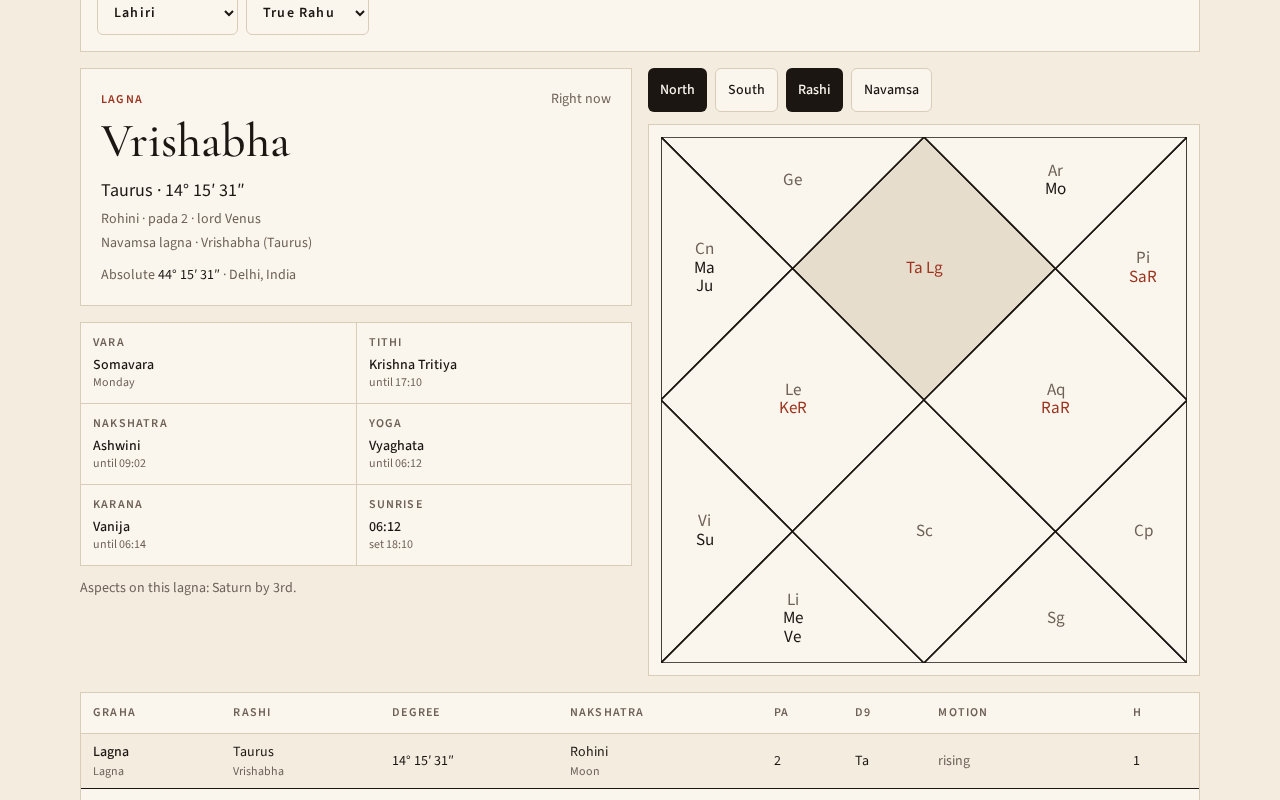 Lahiri
True Rahu
LAGNA
Right now
Vrishabha
Taurus · 14° 15′ 31″
Rohini · pada 2 · lord Venus
Navamsa lagna · Vrishabha (Taurus)
Absolute 44° 15′ 31″ · Delhi, India
VARA
Somavara
Monday
TITHI
Krishna Tritiya
until 17:10
NAKSHATRA
Ashwini
until 09:02
YOGA
Vyaghata
until 06:12
KARANA
Vanija
until 06:14
SUNRISE
06:12
set 18:10
Aspects on this lagna: Saturn by 3rd.
North
South
Rashi
Navamsa
Ge
Ar
Mo
Cn
Ma
Ju
Ta Lg
Pi
SaR
Le
KeR
Aq
RaR
Vi
Su
Sc
Cp
Li
Me
Ve
Sg
GRAHA RASHI DEGREE NAKSHATRA PA D9 MOTION H
Lagna
Lagna
Taurus
Vrishabha
14° 15′ 31″
Rohini
Moon
2
Ta
rising
1